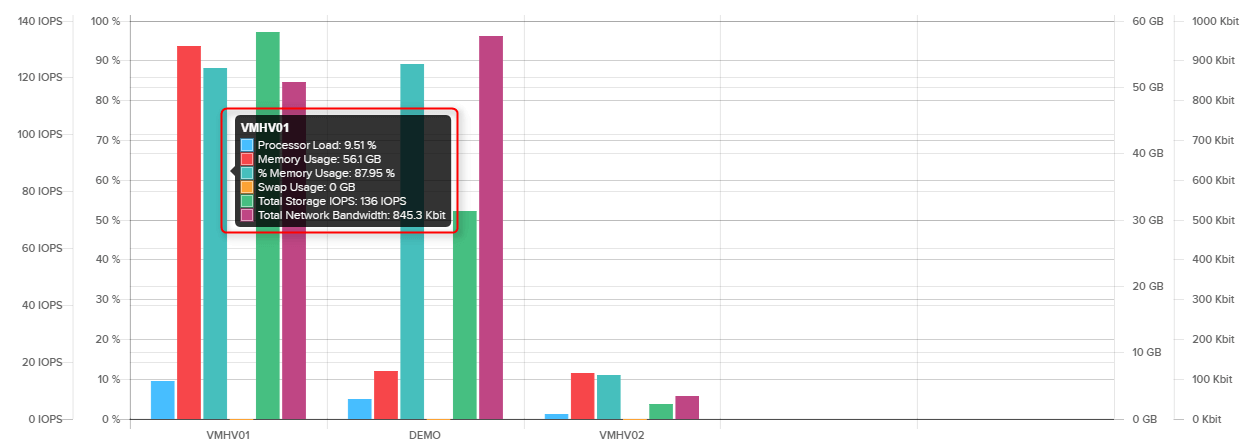 140 IOPS 100 % 60 GB 1000 Kbit
90 % 900 Kbit
120 IOPS 50 GB
80 % 800 Kbit
VMHV01
100 IOPS 70 % 700 Kbit
Processor Load: 9.51 %
Memory Usage: 56.1 GB 40 GB
% Memory Usage: 87.95 %
60 % 600 Kbit
Swap Usage: 0 GB
80 IOPS
Total Storage IOPS: 136 IOPS
Total Network Bandwidth: 845.3 Kbit
50 % 30 GB 500 Kbit
60 IOPS
40 % 400 Kbit
20 GB
40 IOPS 30 % 300 Kbit
20 % 200 Kbit
20 IOPS 10 GB
10 % 100 Kbit
0 IOPS 0 % 0 GB 0 Kbit
VMHV01 DEMO VMHV02